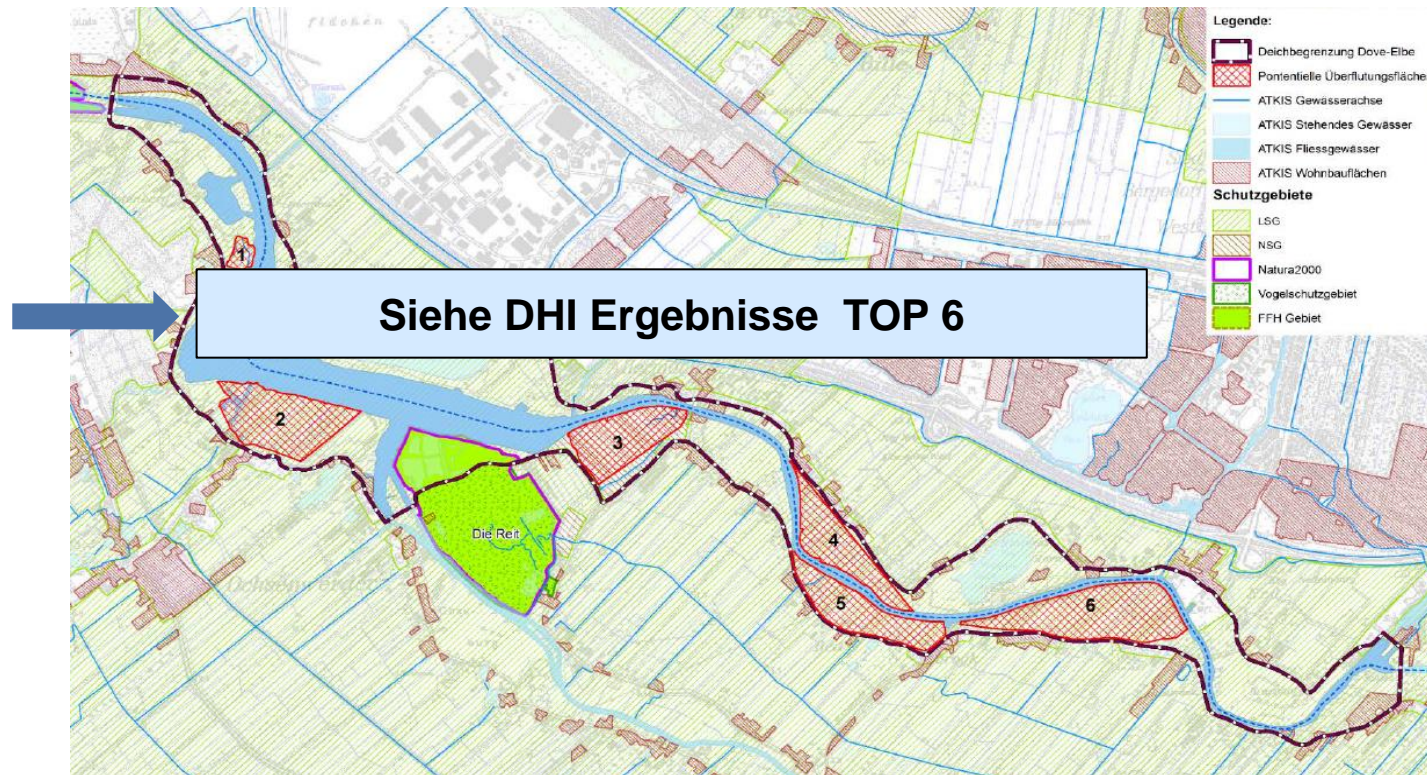 Legende:
Deichbegrenzung Dove-Elbe
Pontentielle Überflutungsfläche
ATKIS Gewässerachse
ATKIS Stehendes Gewässer
ATKIS Fliessgewässer
ATKIS Wohnbauflächen
Schutzgebiete
LSG
NSG
Natura2000
Vogelschutzgebiet
FFH Gebiet
1
Siehe DHI Ergebnisse TOP 6
2
3
Die Reit
4
5
6